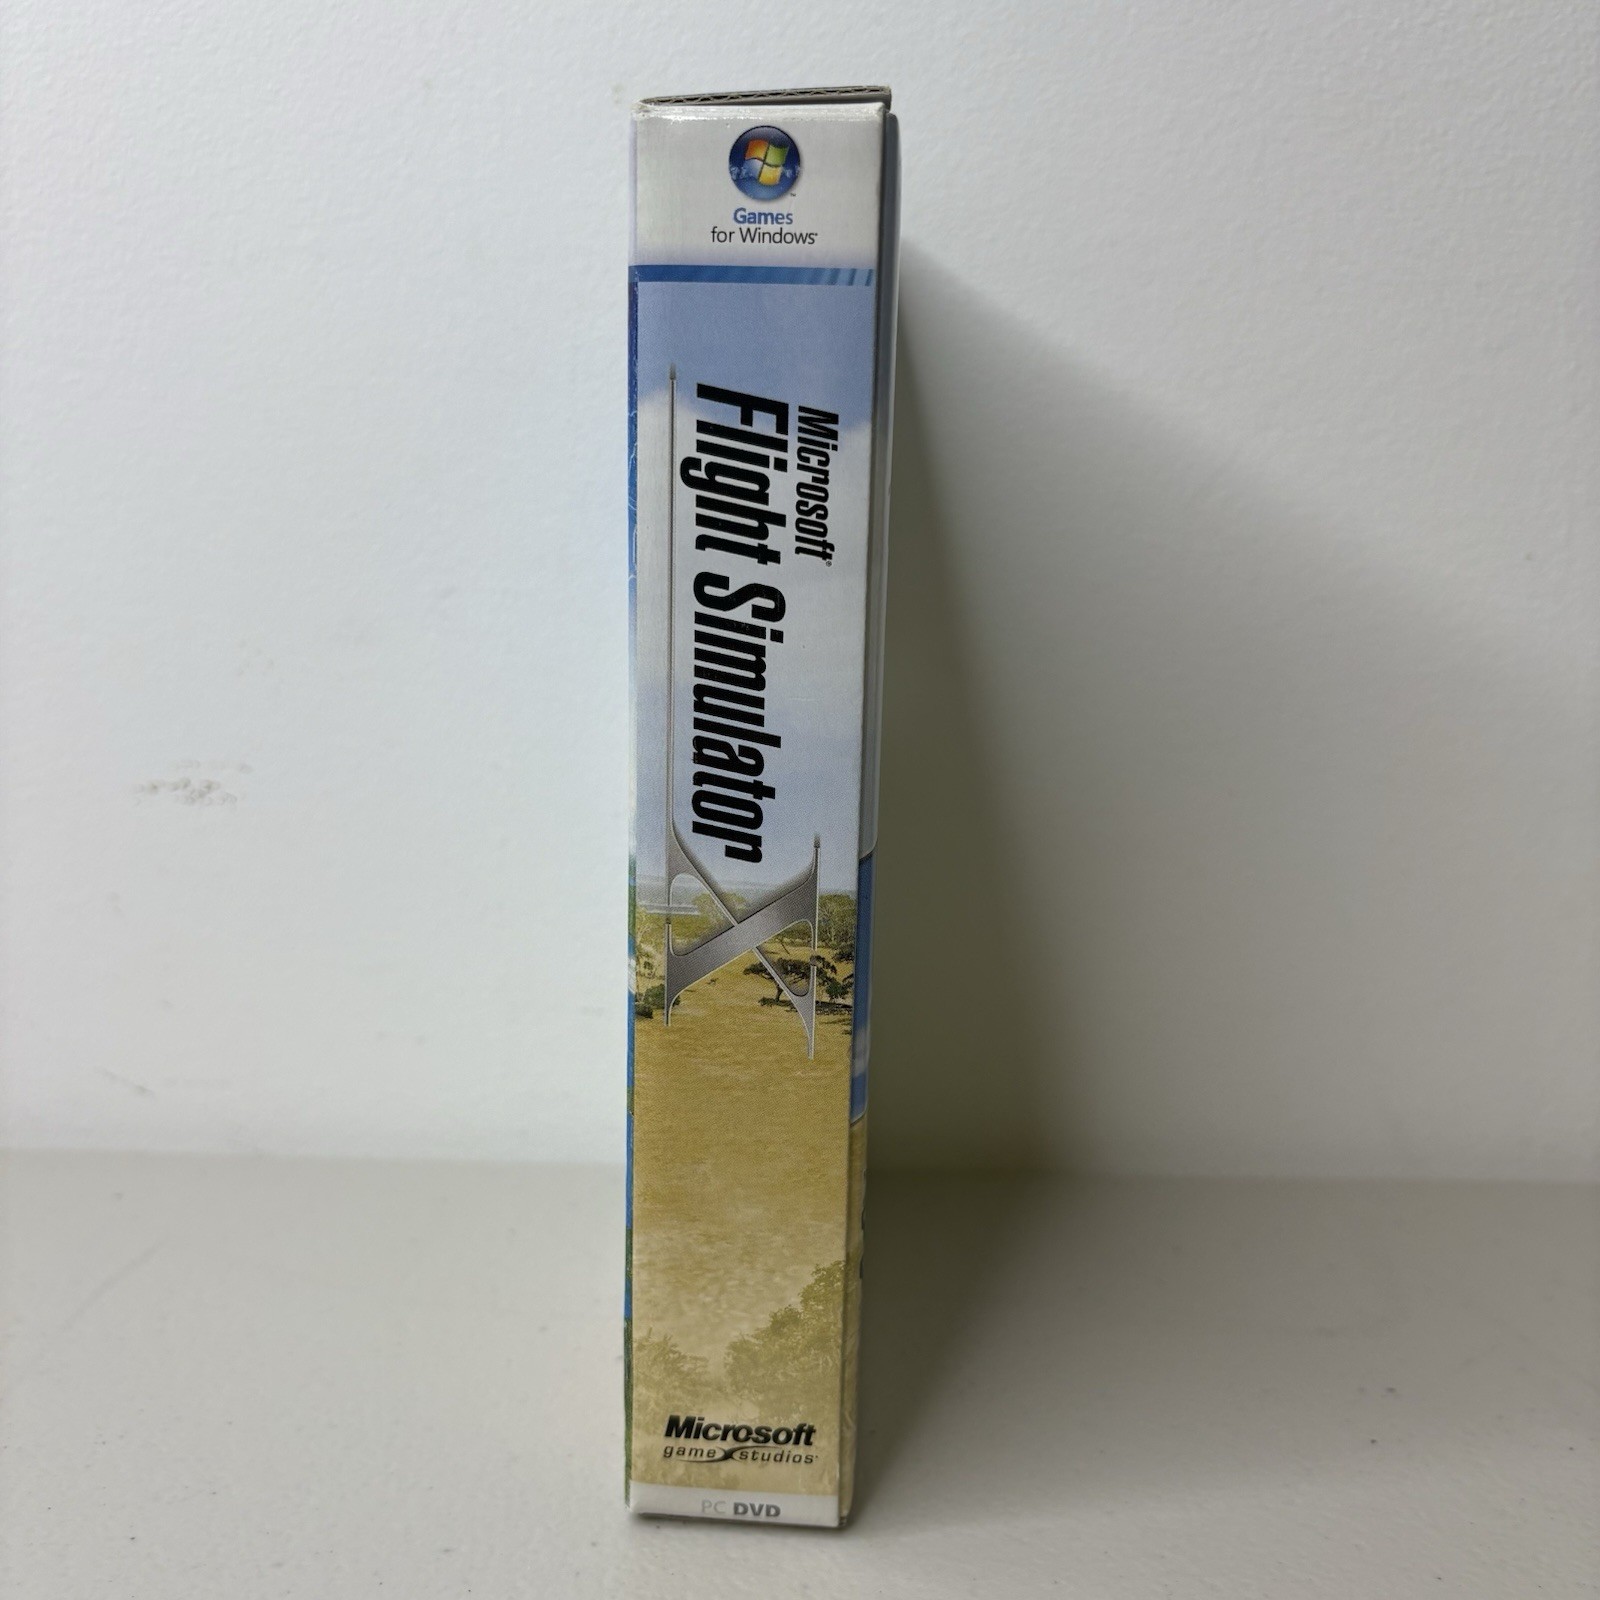 Games
for Windows®
Microsoft®
Flight Simulator
X
Microsoft
game studios
PC DVD